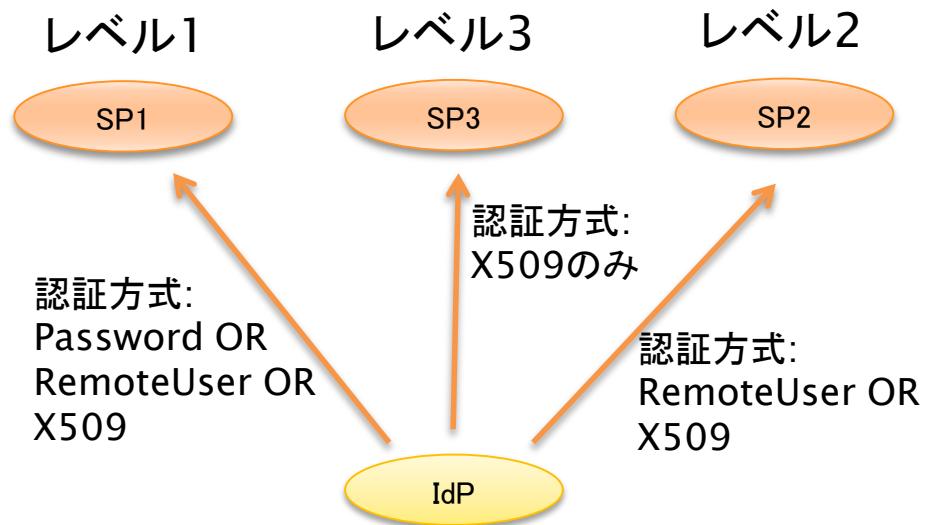 レベル1
レベル3
レベル2
SP1
SP3
SP2
認証方式:
X509のみ
認証方式:
Password OR
RemoteUser OR
X509
認証方式:
RemoteUser OR
X509
IdP